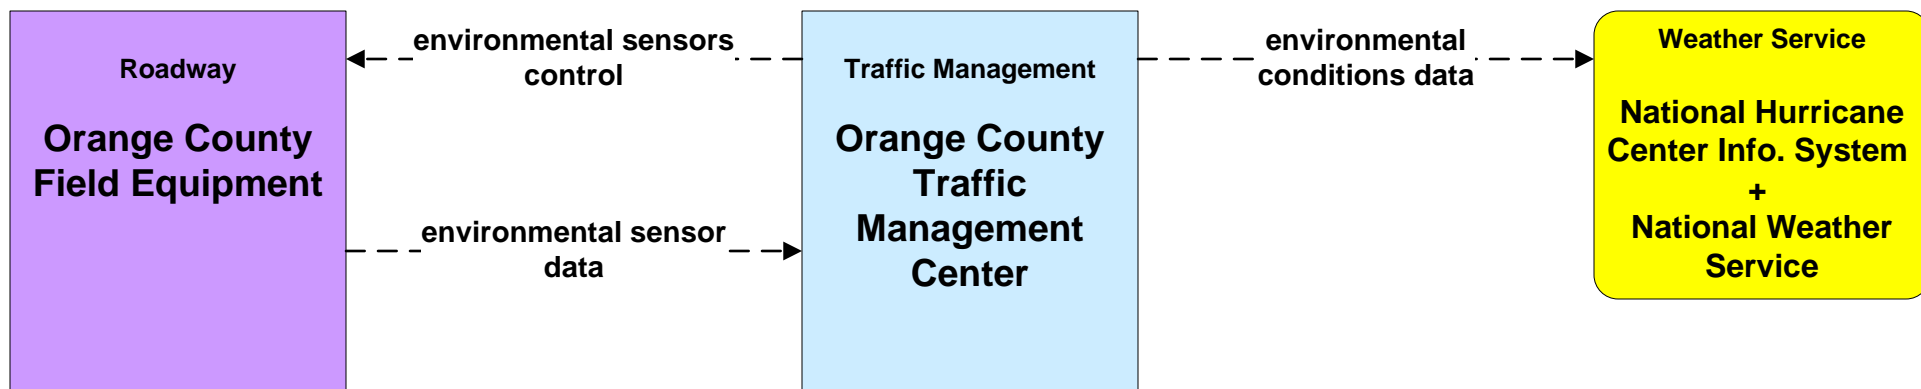 Roadway
Orange County
Field Equipment
environmental sensors
control
environmental sensor
data
Traffic Management
Orange County
Traffic
Management
Center
environmental
conditions data
Weather Service
National Hurricane
Center Info. System
+
National Weather
Service